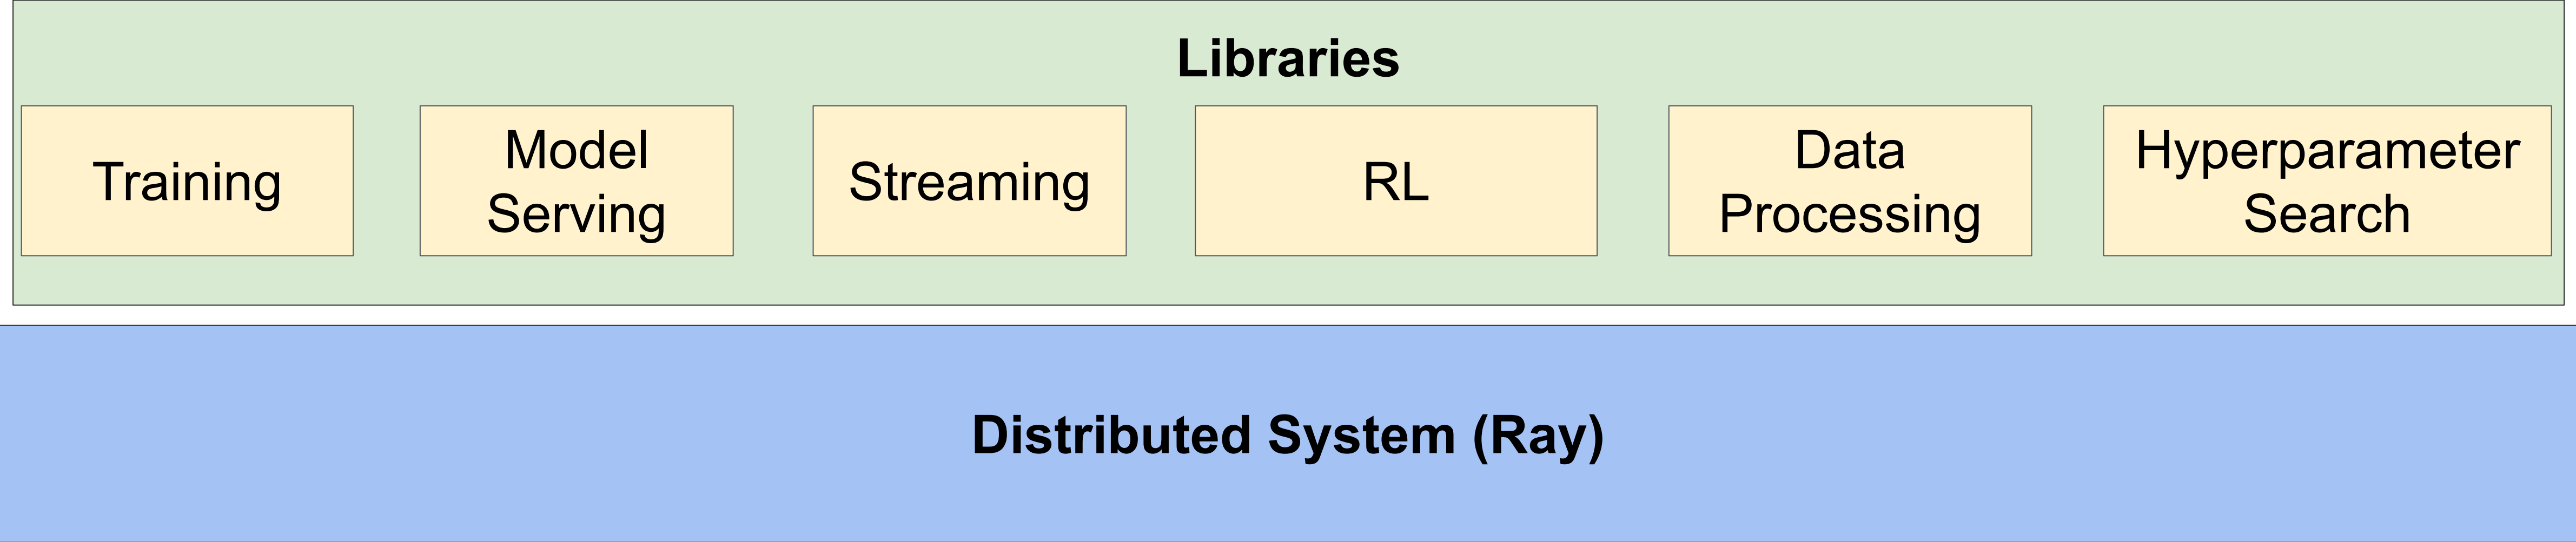 Libraries
Training
Model
Serving
Streaming
RL
Data
Processing
Hyperparameter
Search
Distributed System (Ray)